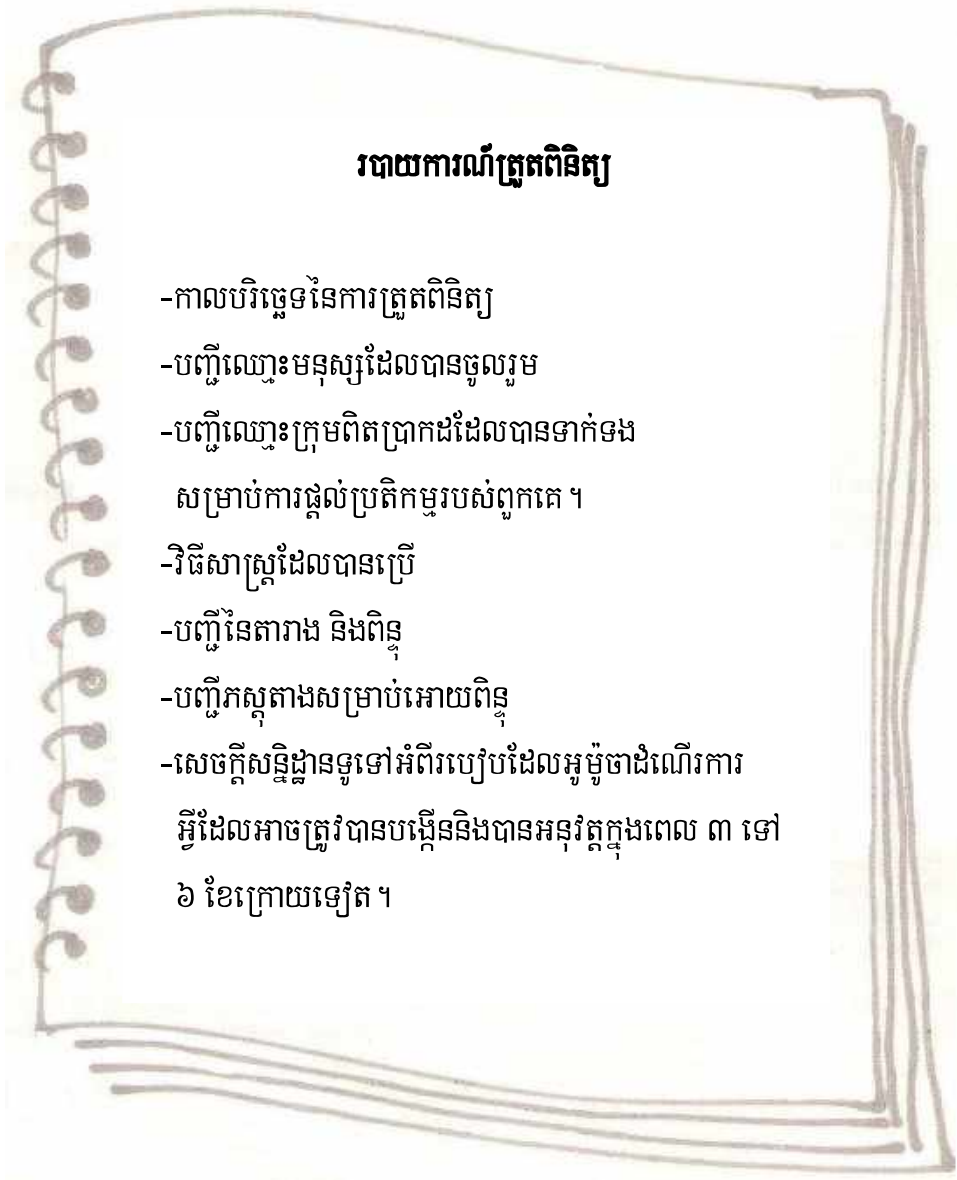 របាយការណ៍ត្រួតពិនិត្យ
-កាលបរិច្ឆេទនៃការត្រួតពិនិត្យ
-បញ្ជីឈ្មោះមនុស្សដែលបានចូលរួម
-បញ្ជីឈ្មោះក្រុមពិតប្រាកដដែលបានទាក់ទង
សម្រាប់ការផ្តល់ប្រតិកម្មរបស់ពួកគេ ។
-វិធីសាស្ត្រដែលបានប្រើ
-បញ្ជីនៃតារាង និងពិន្ទុ
-បញ្ជីភស្តុតាងសម្រាប់អោយពិន្ទុ
-សេចក្តីសន្និដ្ឋានទូទៅអំពីរបៀបដែលអូម៉ូចាដំណើរការ
អ្វីដែលអាចត្រូវបានបង្កើននិងបានអនុវត្តក្នុងពេល ៣ ទៅ
៦ ខែក្រោយទៀត ។